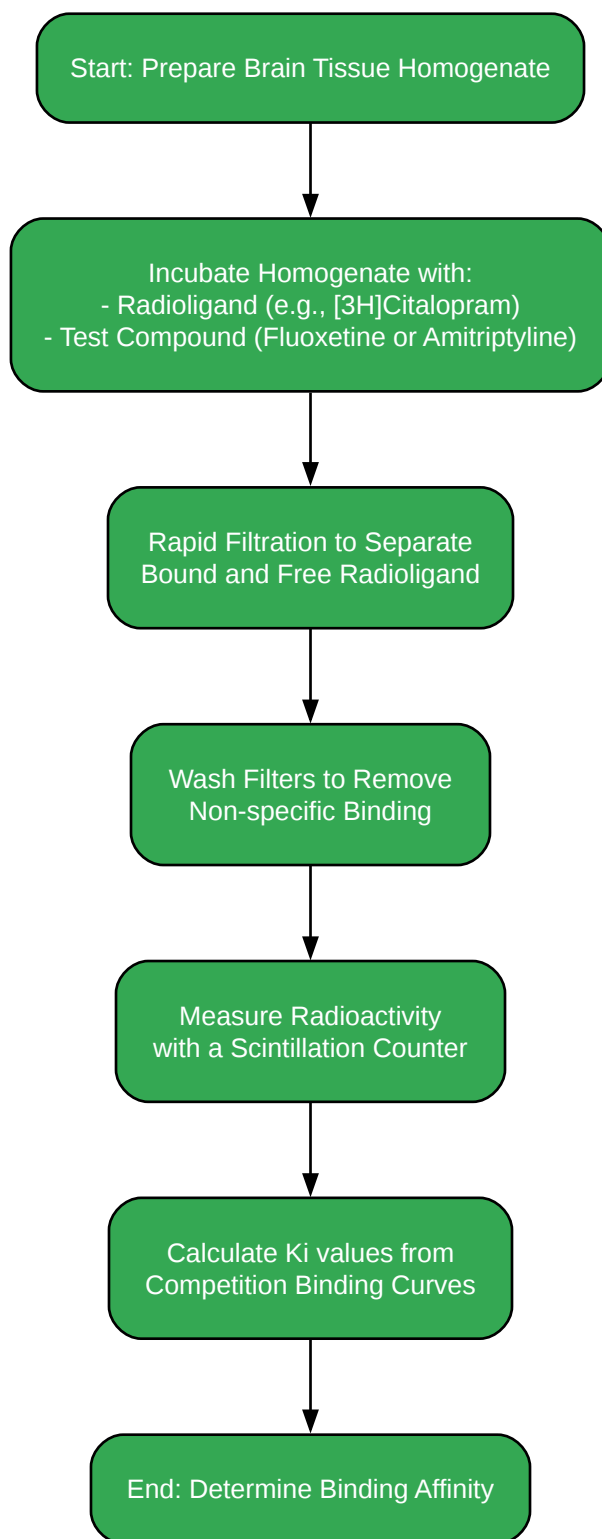 Start: Prepare Brain Tissue Homogenate
Incubate Homogenate with:
- Radioligand (e.g., [3H]Citalopram)
- Test Compound (Fluoxetine or Amitriptyline)
Rapid Filtration to Separate
Bound and Free Radioligand
Wash Filters to Remove
Non-specific Binding
Measure Radioactivity
with a Scintillation Counter
Calculate Ki values from
Competition Binding Curves
End: Determine Binding Affinity